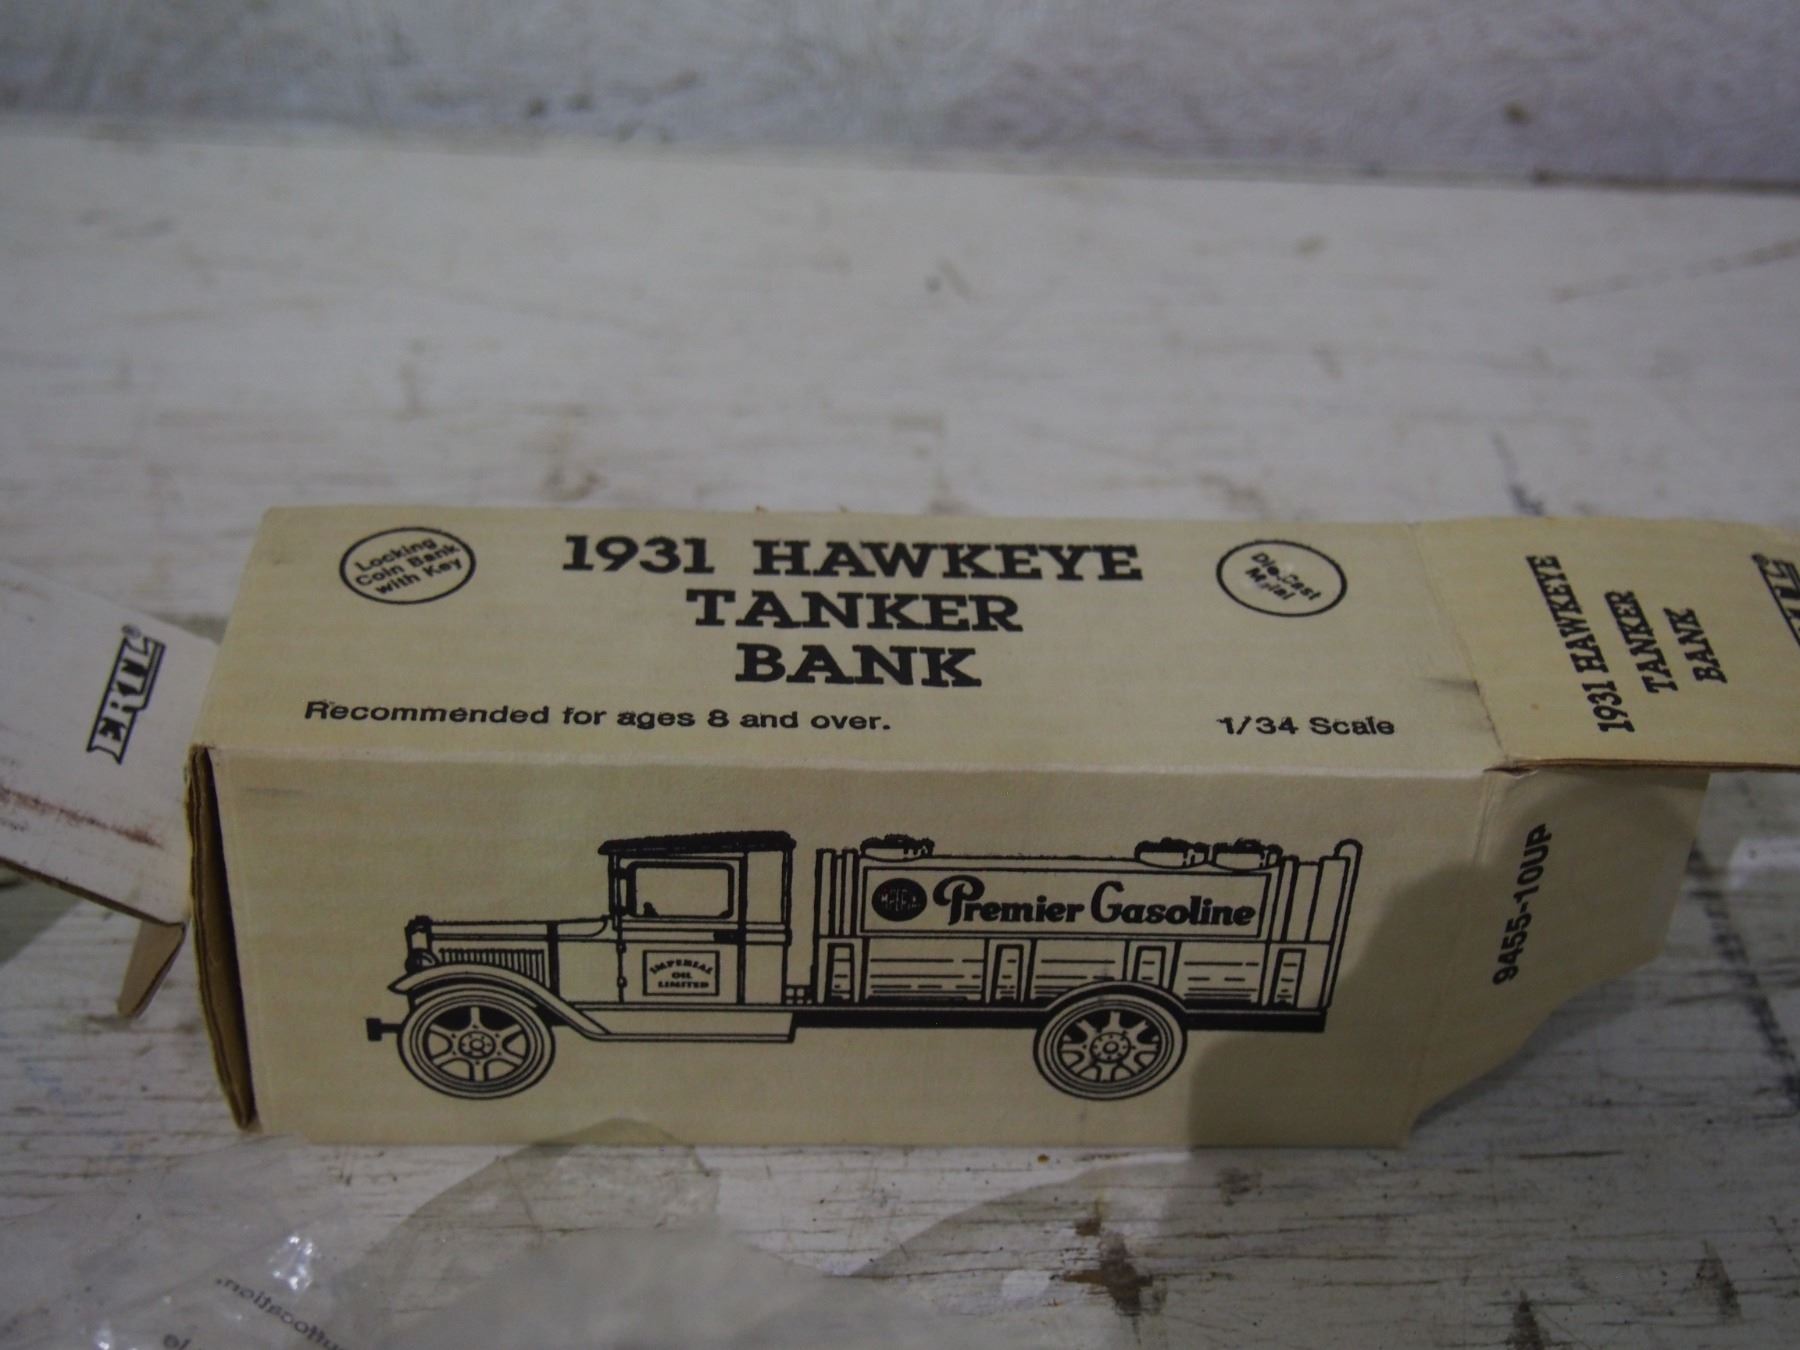 Locking
Coin Bank
with Key
1931 HAWKEYE
TANKER
BANK
Die-Cast
Metal
Recommended for ages 8 and over.
1/34 Scale
Premier Gasoline
IMPERIAL
OIL
LIMITED
ERTL®
1931 HAWKEYE
TANKER
BANK
9455-10UP